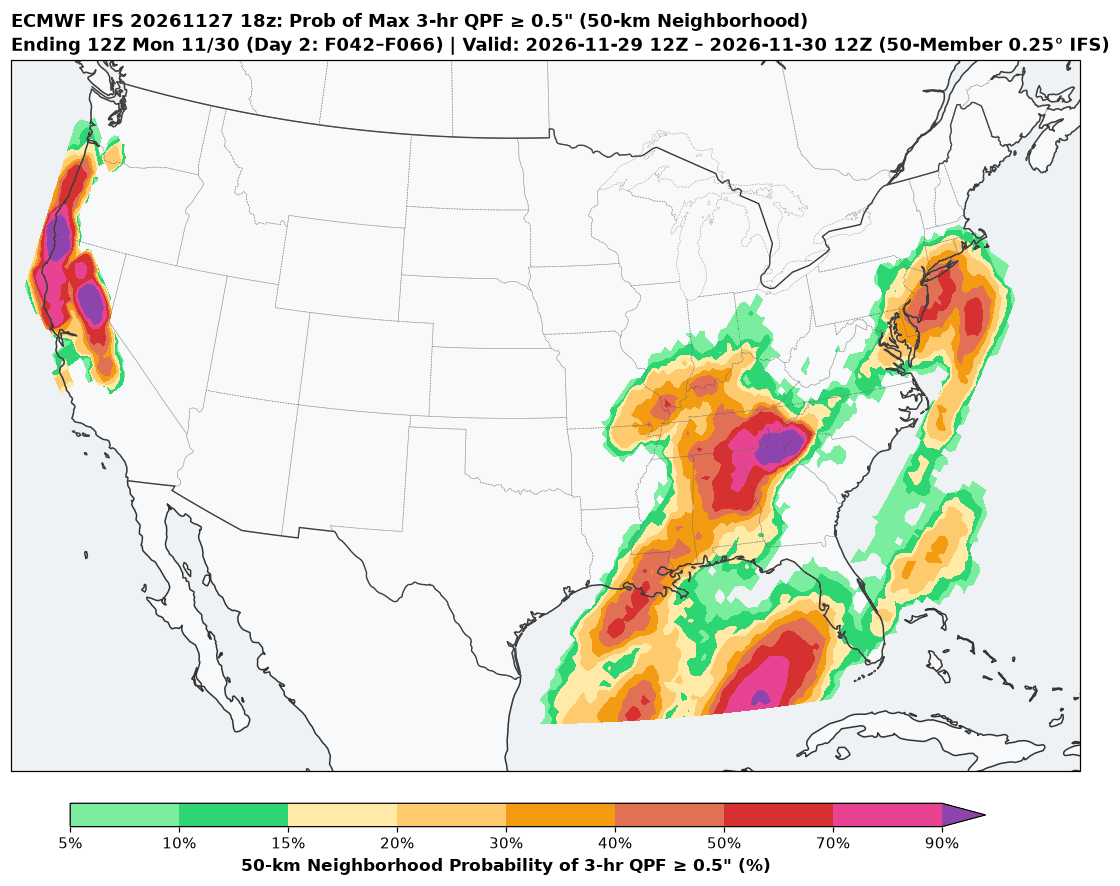 ECMWF IFS 20261127 18z: Prob of Max 3-hr QPF ≥ 0.5" (50-km Neighborhood)
Ending 12Z Mon 11/30 (Day 2: F042–F066) | Valid: 2026-11-29 12Z – 2026-11-30 12Z (50-Member 0.25° IFS)
5% 10% 15% 20% 30% 40% 50% 70% 90%
50-km Neighborhood Probability of 3-hr QPF ≥ 0.5" (%)